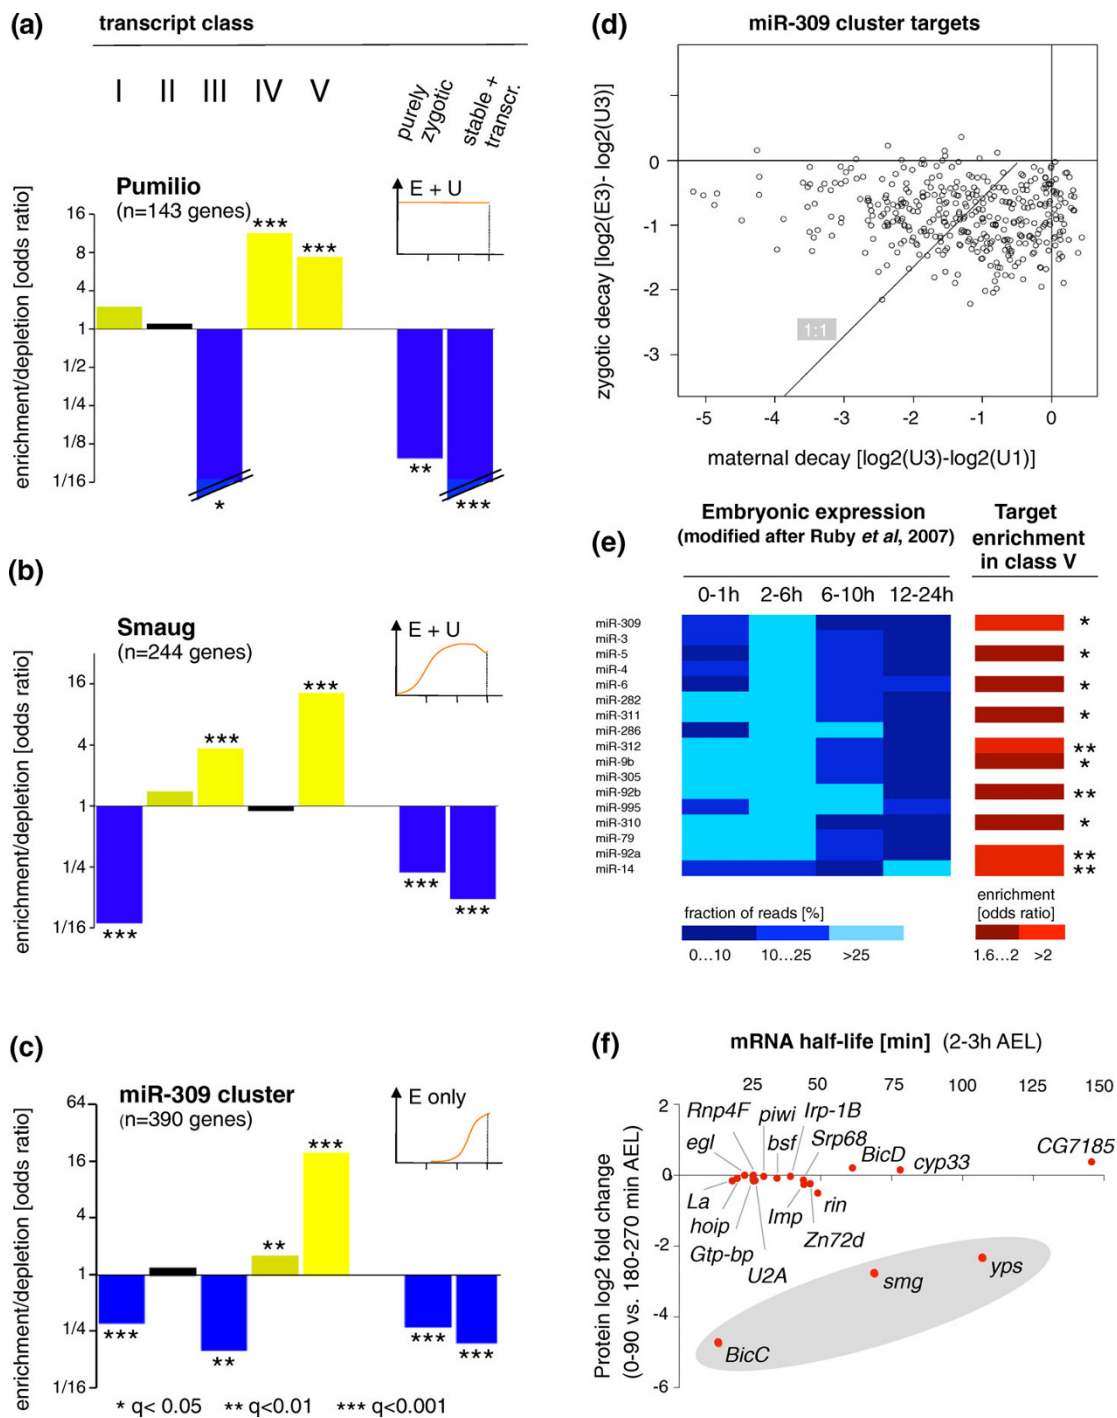 (a)
transcript class
I II III IV V
purely zygotic
stable + transcr.
Pumilio
(n=143 genes)
E + U
enrichment/depletion [odds ratio]
16
8
4
1
1/2
1/4
1/8
1/16
***
***
*
**
***
(b)
Smaug
(n=244 genes)
E + U
enrichment/depletion [odds ratio]
16
4
1
1/4
1/16
***
***
***
***
***
(c)
miR-309 cluster
(n=390 genes)
E only
enrichment/depletion [odds ratio]
64
16
4
1
1/4
1/16
***
**
***
**
***
***
* q< 0.05 ** q<0.01 *** q<0.001
(d)
miR-309 cluster targets
zygotic decay [log2(E3)- log2(U3)]
0
-1
-2
-3
1:1
-5 -4 -3 -2 -1 0
maternal decay [log2(U3)-log2(U1)]
(e)
Embryonic expression
(modified after Ruby et al, 2007)
Target
enrichment
in class V
0-1h 2-6h 6-10h 12-24h
miR-309 *
miR-3
miR-5 *
miR-4
miR-6 *
miR-282
miR-311 *
miR-286
miR-312 **
miR-9b *
miR-305
miR-92b **
miR-995
miR-310 *
miR-79
miR-92a **
miR-14 **
fraction of reads [%]
0...10 10...25 >25
enrichment
[odds ratio]
1.6...2 >2
(f)
mRNA half-life [min] (2-3h AEL)
25 50 75 100 125 150
Protein log2 fold change
(0-90 vs. 180-270 min AEL)
2
0
-2
-4
-6
Rnp4F piwi Irp-1B
egl bsf Srp68
BicD cyp33 CG7185
La
hoip Imp rin
Gtp-bp Zn72d
U2A
smg yps
BicC